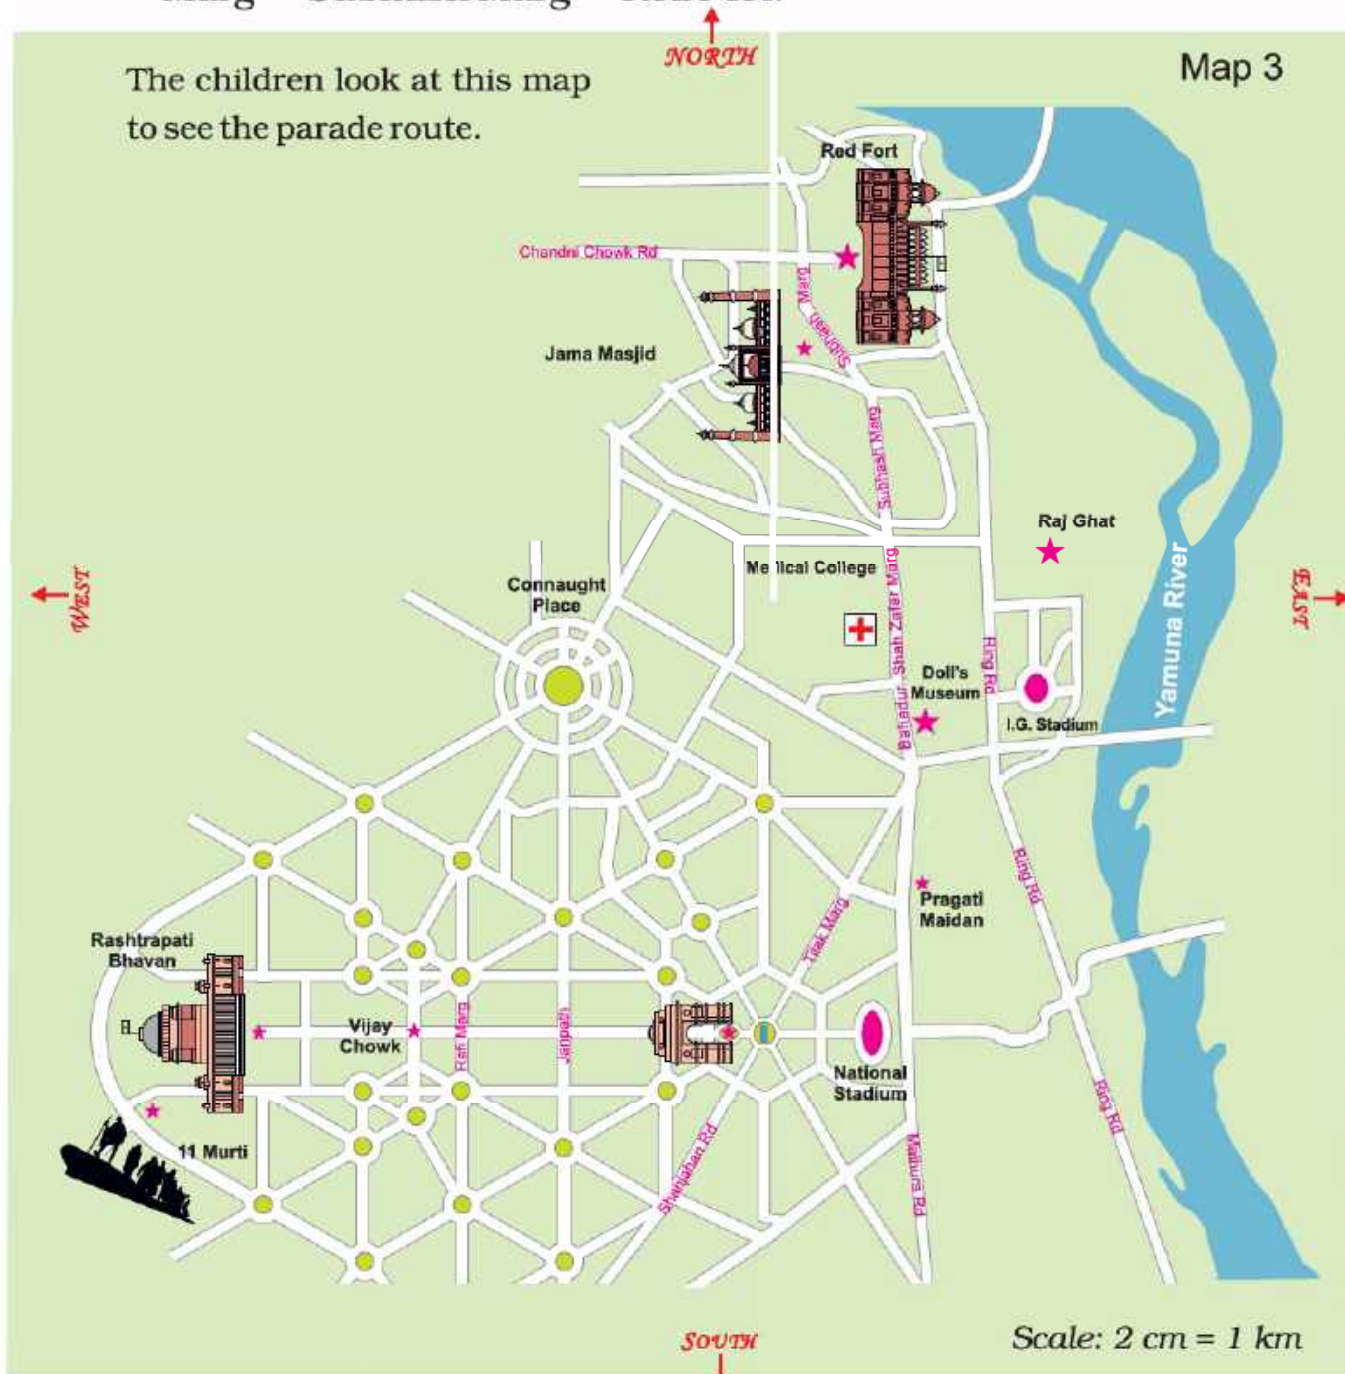 NORTH
Map 3
The children look at this map
to see the parade route.
Red Fort
Chandni Chowk Rd
Marg
Subhash
Jama Masjid
Subhash Marg
Raj Ghat
Medical College
WEST
EAST
Connaught
Place
Bahadur Shah Zafar Marg
Ring Rd
Yamuna River
Doll's
Museum
I.G. Stadium
Ring Rd
Pragati
Maidan
Tilak Marg
Rashtrapati
Bhavan
Vijay
Chowk
Rafi Marg
Janpath
National
Stadium
Ring Rd
11 Murti
Shahjahan Rd
Mathura Rd
SOUTH
Scale: 2 cm = 1 km